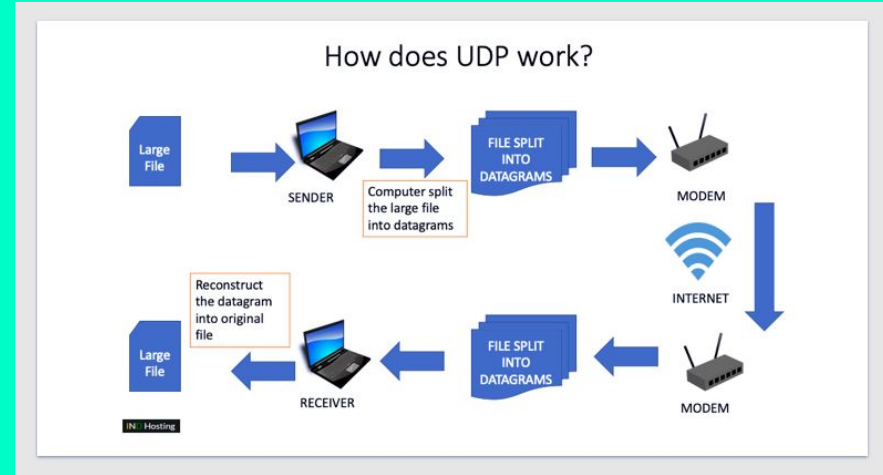 How does UDP work?
Large
File
SENDER
Computer split
the large file
into datagrams
FILE SPLIT
INTO
DATAGRAMS
MODEM
INTERNET
MODEM
FILE SPLIT
INTO
DATAGRAMS
RECEIVER
Reconstruct
the datagram
into original
file
Large
File
INO Hosting